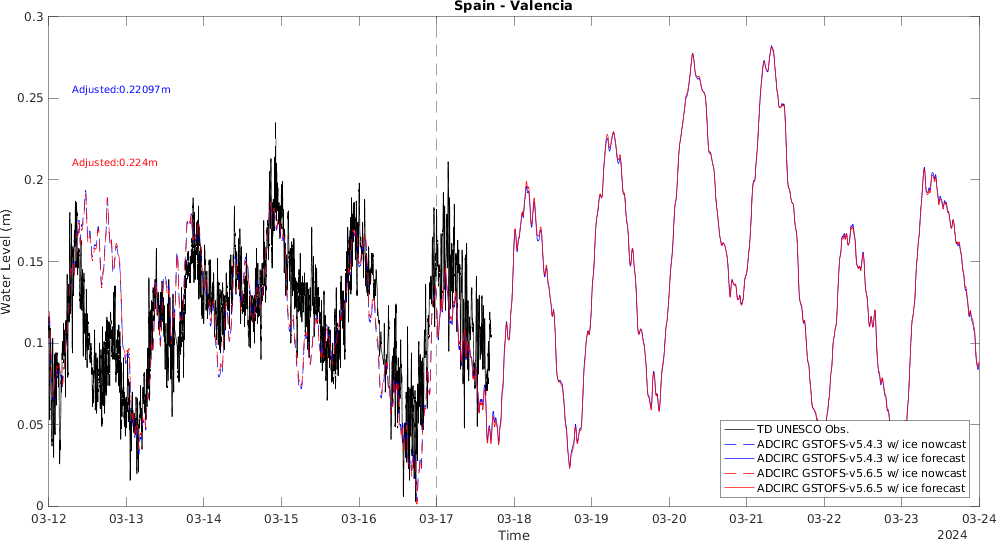 Spain - Valencia
0.3
0.25
0.2
0.15
0.1
0.05
0
Water Level (m)
Adjusted:0.22097m
Adjusted:0.224m
TD UNESCO Obs.
ADCIRC GSTOFS-v5.4.3 w/ ice nowcast
ADCIRC GSTOFS-v5.4.3 w/ ice forecast
ADCIRC GSTOFS-v5.6.5 w/ ice nowcast
ADCIRC GSTOFS-v5.6.5 w/ ice forecast
03-12 03-13 03-14 03-15 03-16 03-17 03-18 03-19 03-20 03-21 03-22 03-23 03-24
Time
2024